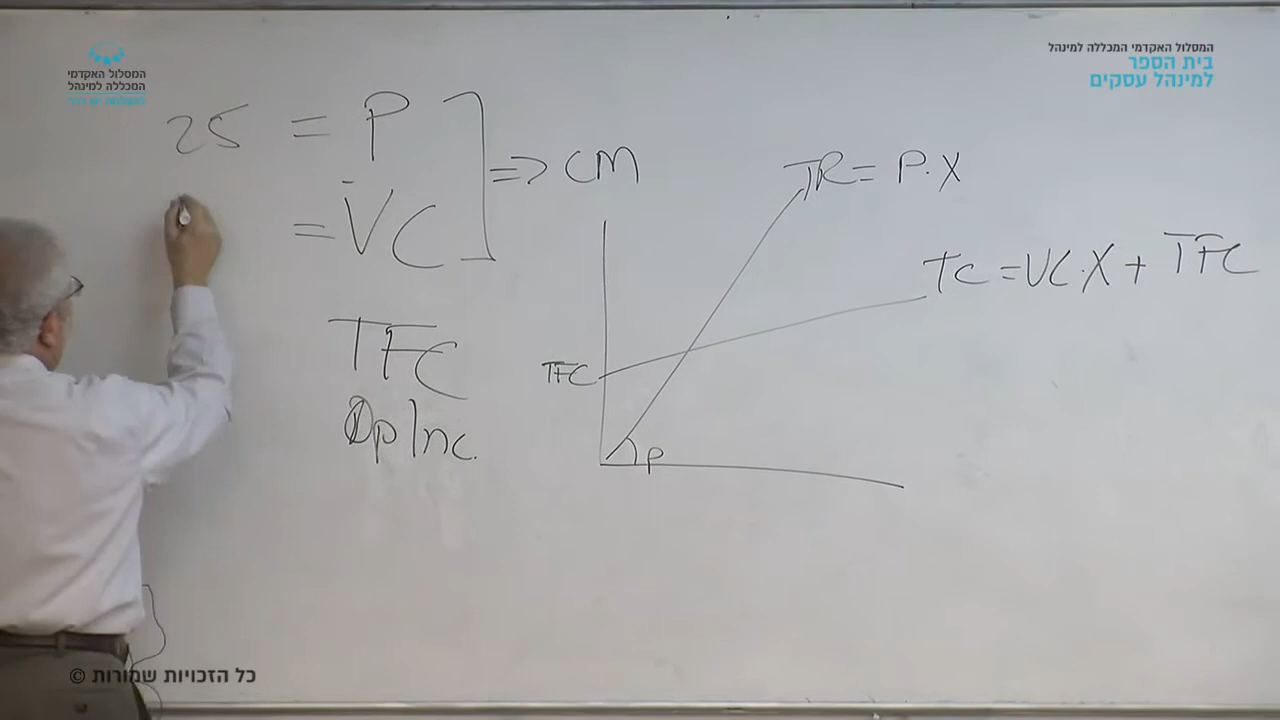 המסלול האקדמי
המכללה למינהל
המסלול האקדמי המכללה למינהל
בית הספר
למינהל עסקים
25 = P
= VC
⇒ CM
TFC
Op Inc.
TR = P·X
TC = VC·X + TFC
TFC
P
© כל הזכויות שמורות